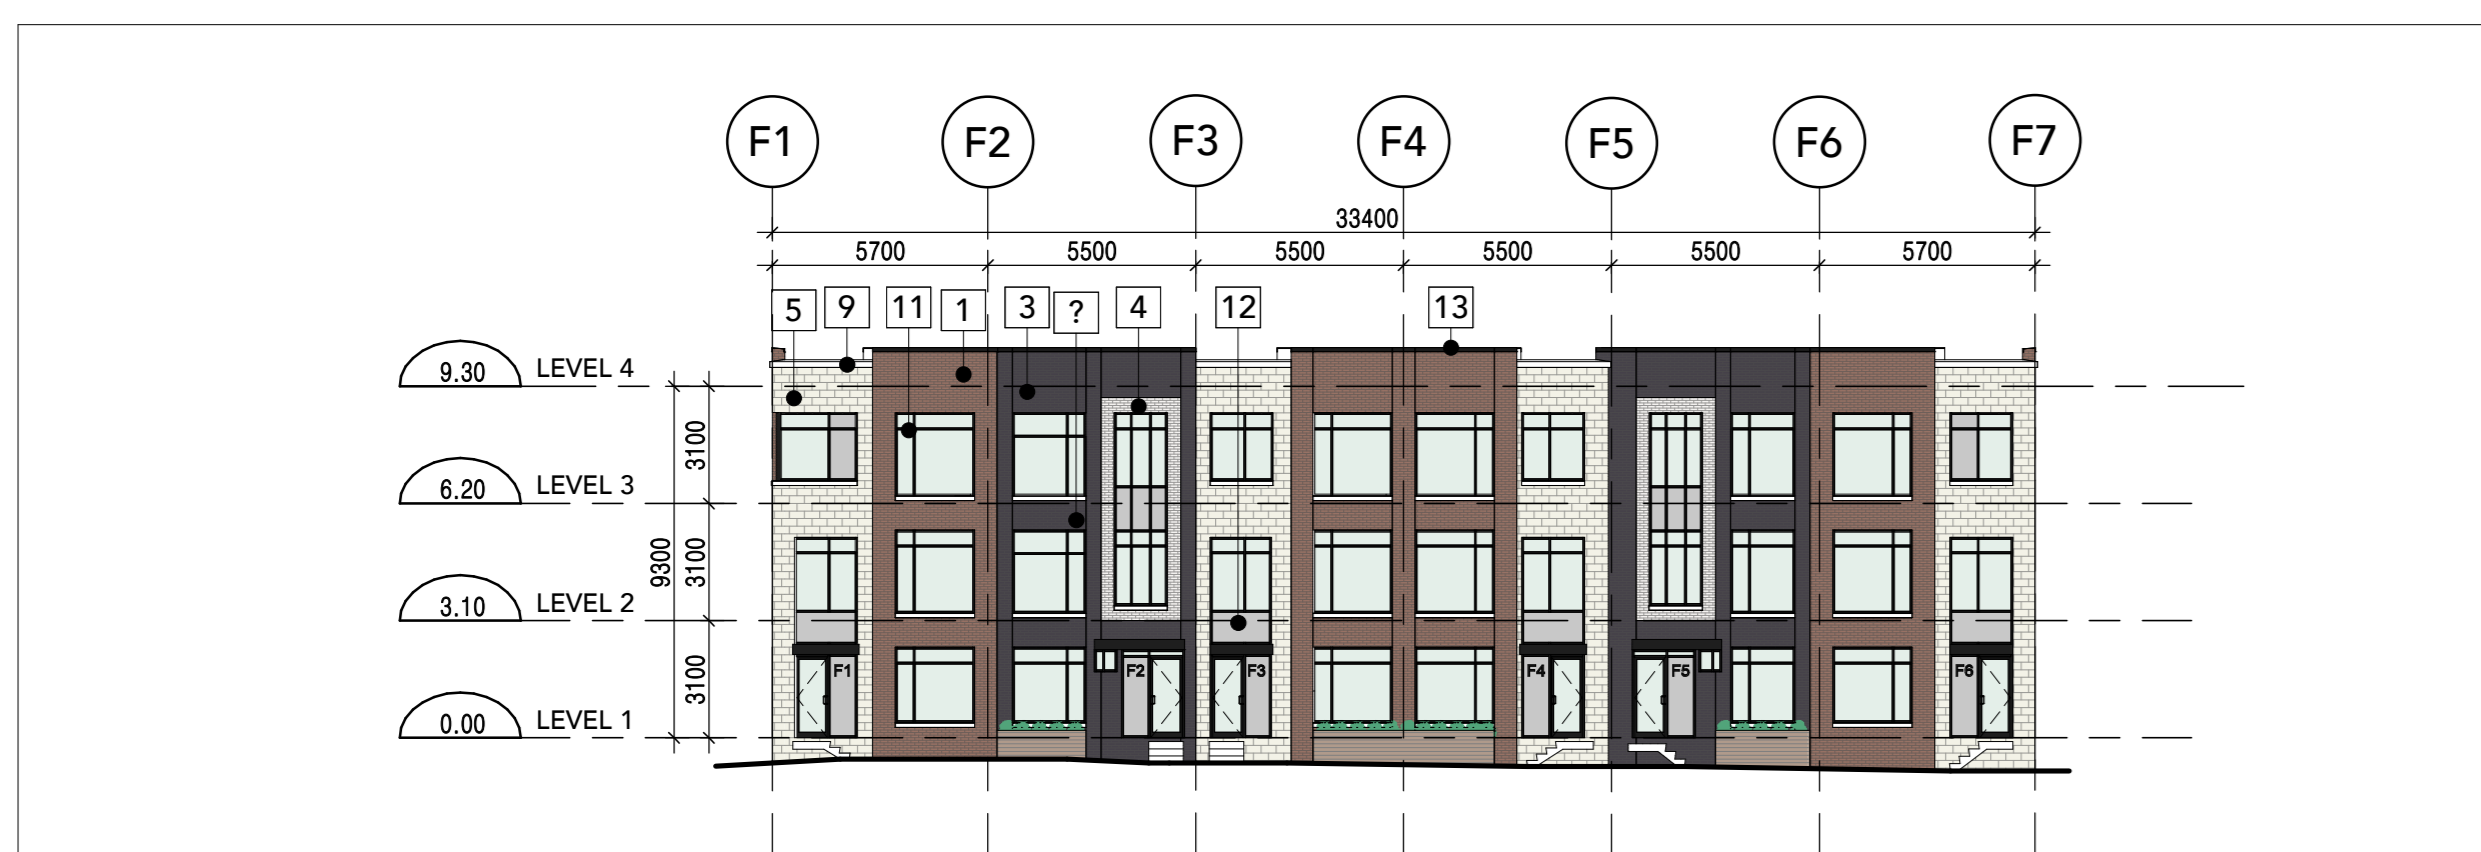 F1 F2 F3 F4 F5 F6 F7
33400
5700 5500 5500 5500 5500 5700
5 9 11 1 3 ? 4 12 13
9.30 LEVEL 4
3100
6.20 LEVEL 3
9300 3100
3.10 LEVEL 2
3100
F1 F2 F3 F4 F5 F6
0.00 LEVEL 1